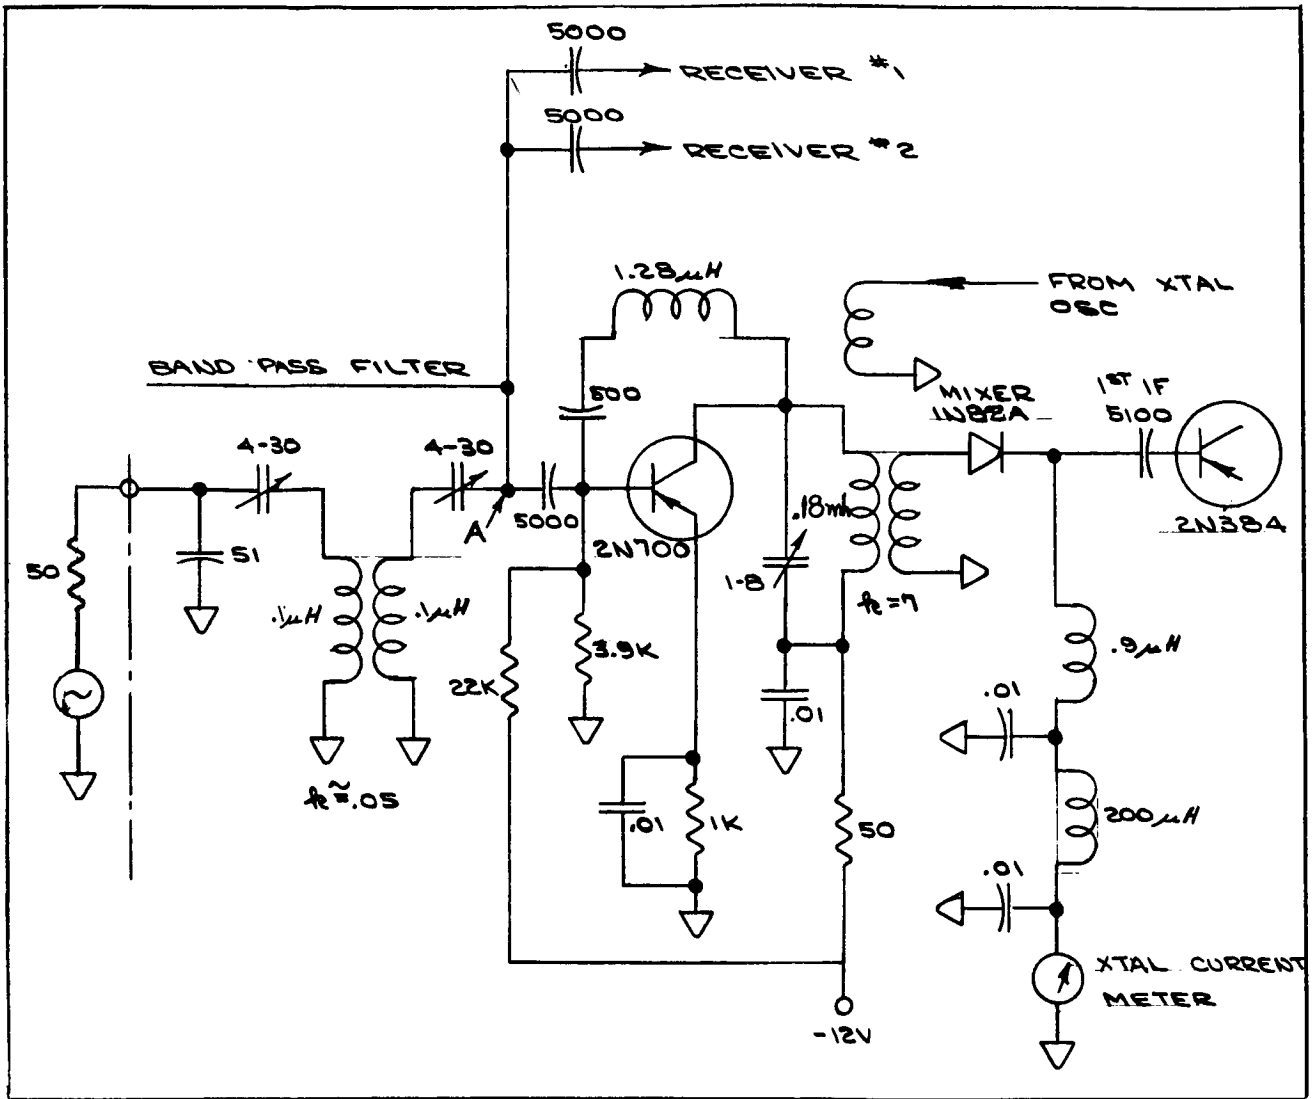 5000
RECEIVER #1
5000
RECEIVER #2
1.28μH
FROM XTAL
OSC
BAND PASS FILTER
500
MIXER
1N82A
1ST IF
5100
4-30
4-30
A
5000
2N700
.18mh
2N384
50
51
1-8
k=7
.1μH
.1μH
3.9K
22K
.9μH
.01
.01
k≈.05
.01
1K
50
200μH
.01
XTAL CURRENT
METER
-12V